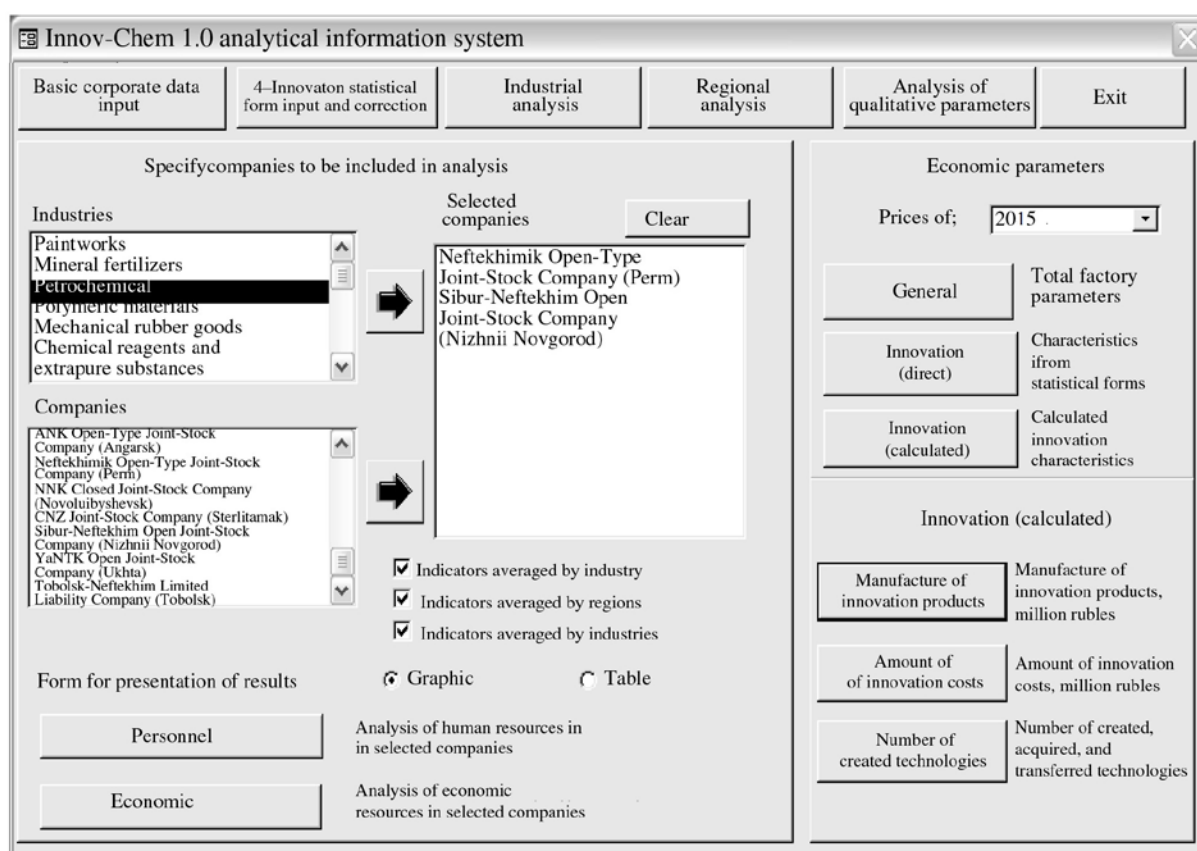 Innov-Chem 1.0 analytical information system
Basic corporate data
input
4–Innovaton statistical
form input and correction
Industrial
analysis
Regional
analysis
Analysis of
qualitative parameters
Exit
Specifycompanies to be included in analysis
Industries
Paintworks
Mineral fertilizers
Petrochemical
Polymeric materials
Mechanical rubber goods
Chemical reagents and
extrapure substances
Companies
ANK Open-Type Joint-Stock
Company (Angarsk)
Neftekhimik Open-Type Joint-Stock
Company (Perm)
NNK Closed Joint-Stock Company
(Novoluibyshevsk)
CNZ Joint-Stock Company (Sterlitamak)
Sibur-Neftekhim Open Joint-Stock
Company (Nizhnii Novgorod)
YaNTK Open Joint-Stock
Company (Ukhta)
Tobolsk-Neftekhim Limited
Liability Company (Tobolsk)
Selected
companies
Clear
Neftekhimik Open-Type
Joint-Stock Company (Perm)
Sibur-Neftekhim Open
Joint-Stock Company
(Nizhnii Novgorod)
Indicators averaged by industry
Indicators averaged by regions
Indicators averaged by industries
Form for presentation of results
Graphic
Table
Personnel
Analysis of human resources in
in selected companies
Economic
Analysis of economic
resources in selected companies
Economic parameters
Prices of;
2015
General
Total factory
parameters
Innovation
(direct)
Characteristics
ifrom
statistical forms
Innovation
(calculated)
Calculated
innovation
characteristics
Innovation (calculated)
Manufacture of
innovation products
Manufacture of
innovation products,
million rubles
Amount of
of innovation costs
Amount of innovation
costs, million rubles
Number of
created technologies
Number of created,
acquired, and
transferred technologies